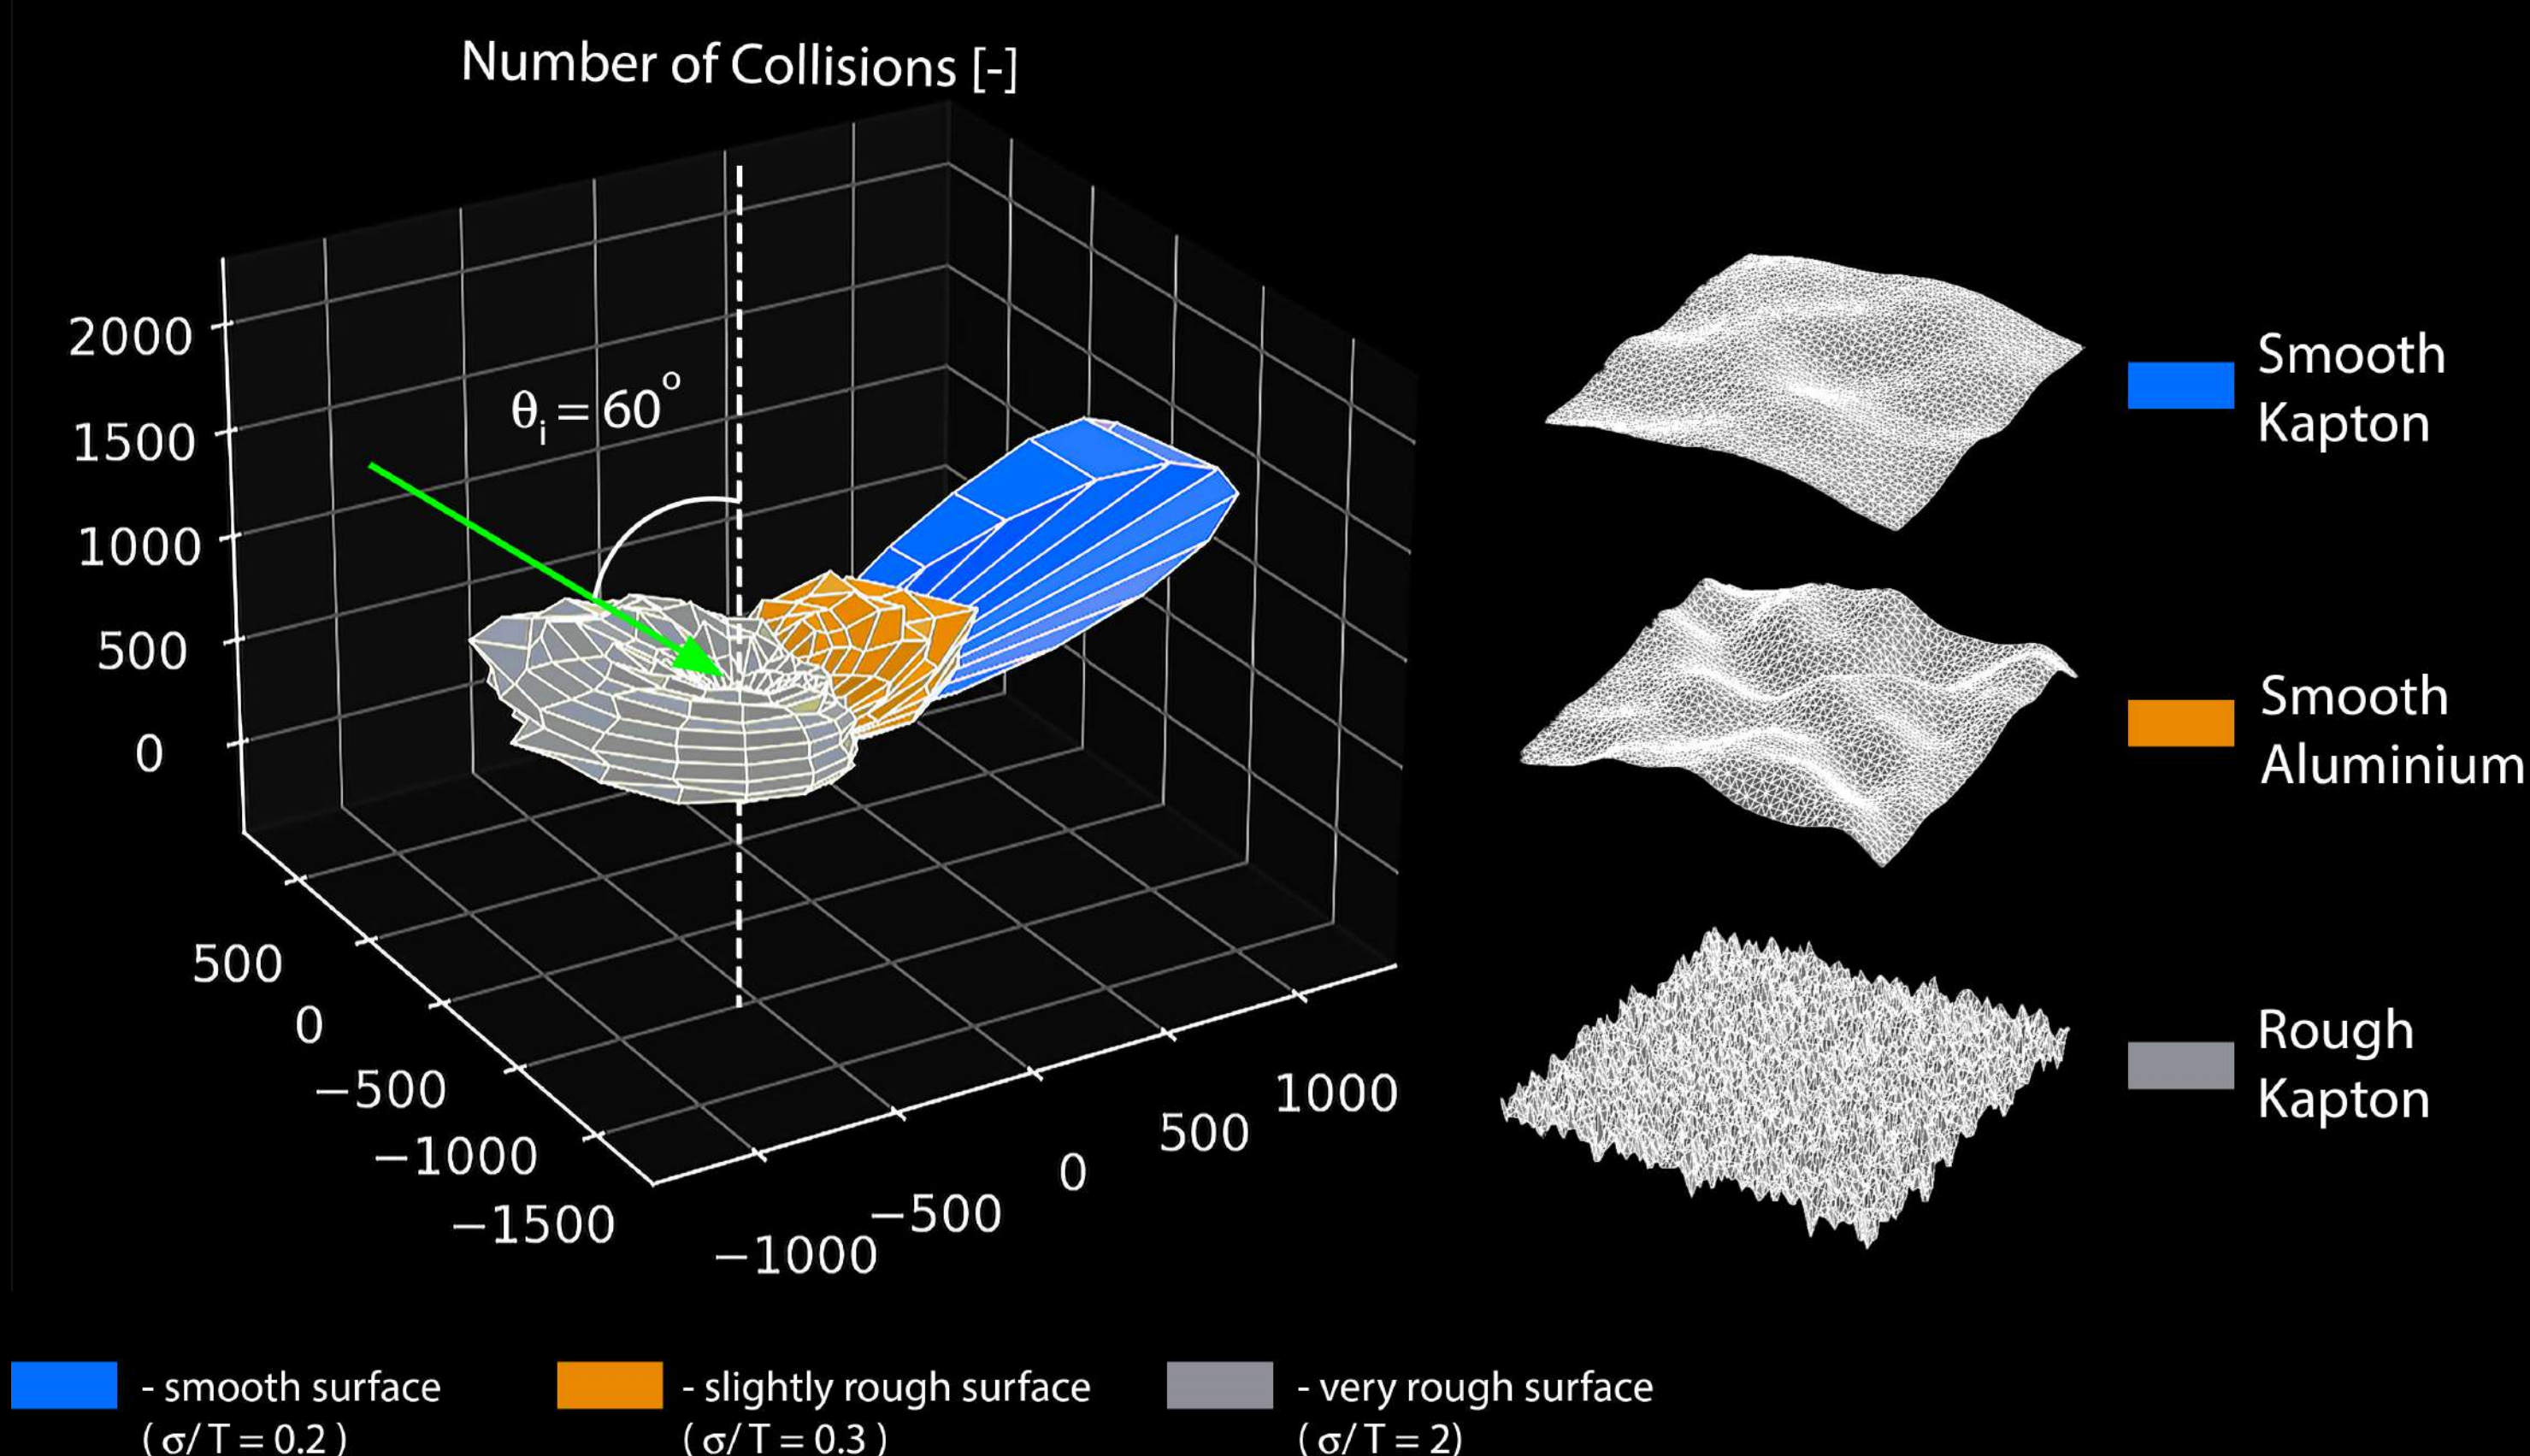 Number of Collisions [-]
θi = 60°
2000
1500
1000
500
0
500
0
−500
−1000
−1500
−1000
−500
0
500
1000
Smooth
Kapton
Smooth
Aluminium
Rough
Kapton
- smooth surface
( σ/ T = 0.2 )
- slightly rough surface
( σ/ T = 0.3 )
- very rough surface
( σ/ T = 2)